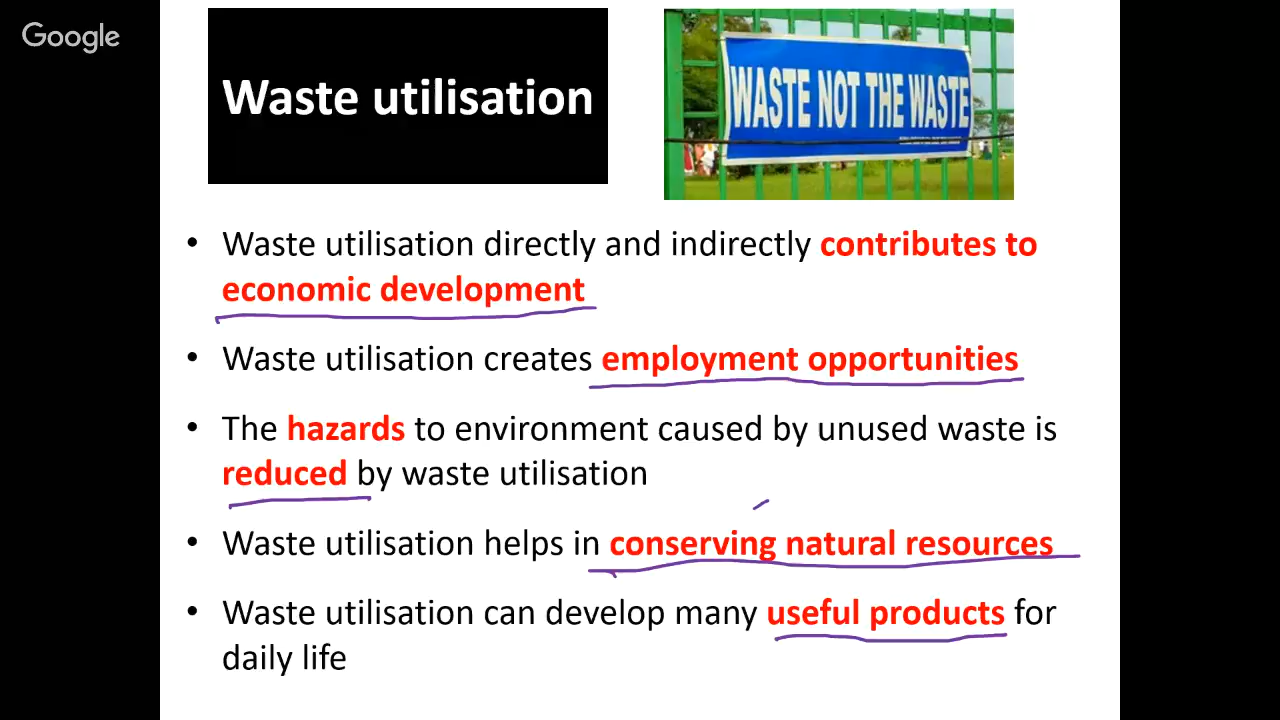 Google
Waste utilisation
WASTE NOT THE WASTE
• Waste utilisation directly and indirectly contributes to
economic development
• Waste utilisation creates employment opportunities
• The hazards to environment caused by unused waste is
reduced by waste utilisation
• Waste utilisation helps in conserving natural resources
• Waste utilisation can develop many useful products for
daily life